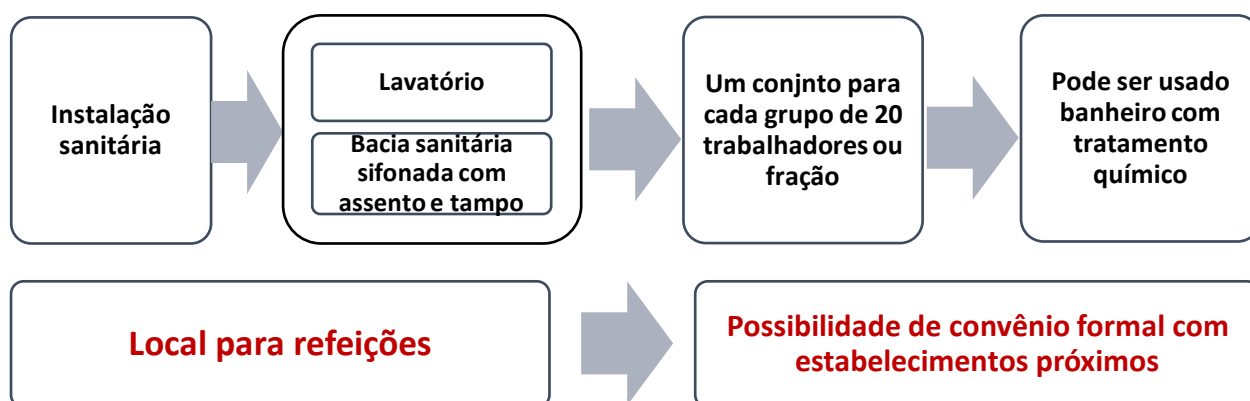 Instalação
sanitária
Lavatório
Bacia sanitária
sifonada com
assento e tampo
Um conjnto para
cada grupo de 20
trabalhadores ou
fração
Pode ser usado
banheiro com
tratamento
químico
Local para refeições
Possibilidade de convênio formal com
estabelecimentos próximos